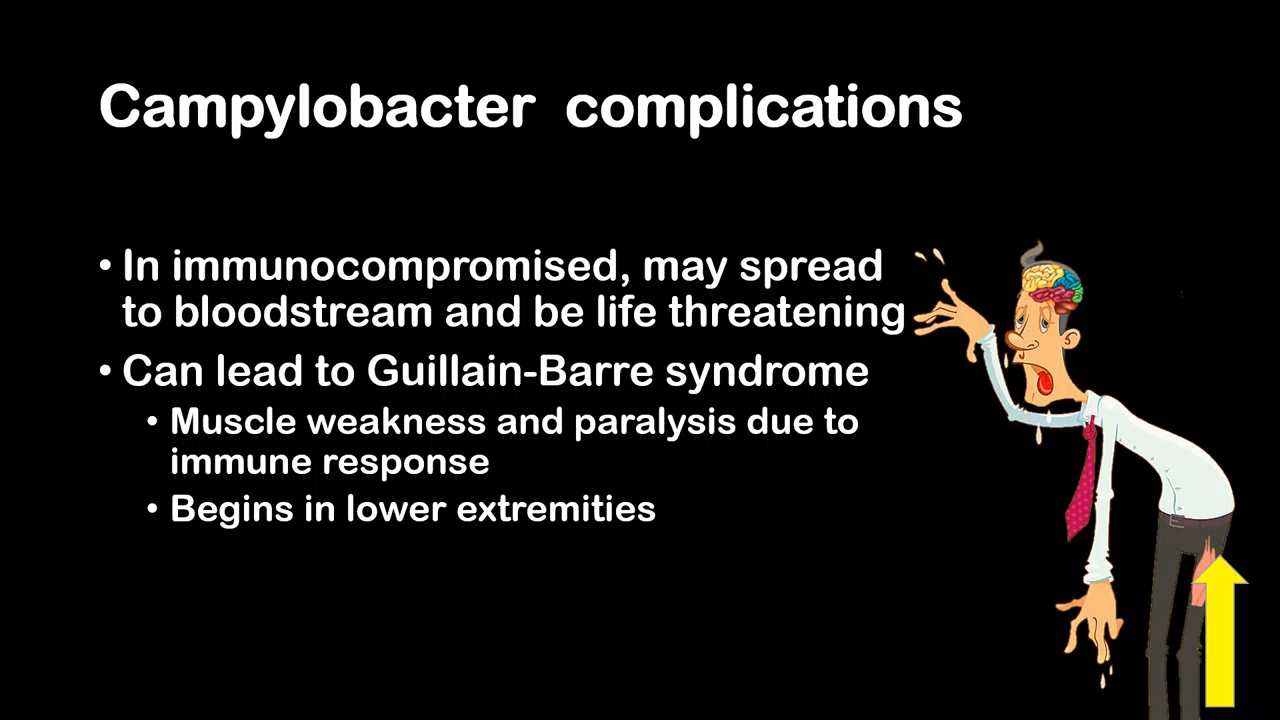 Campylobacter complications
• In immunocompromised, may spread
to bloodstream and be life threatening
• Can lead to Guillain-Barre syndrome
• Muscle weakness and paralysis due to
immune response
• Begins in lower extremities